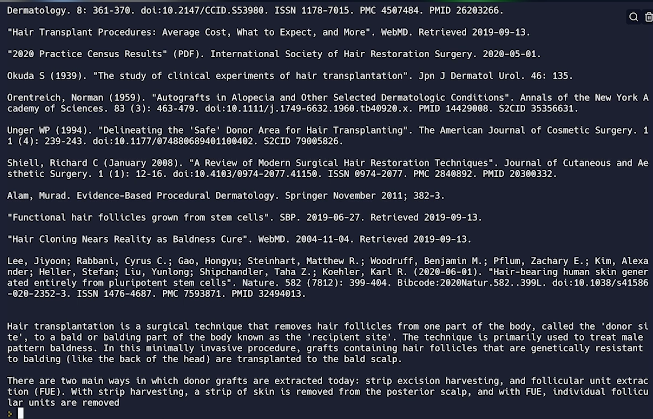 Dermatology. 8: 361-370. doi:10.2147/CCID.S53980. ISSN 1178-7015. PMC 4507484. PMID 26203266.
"Hair Transplant Procedures: Average Cost, What to Expect, and More". WebMD. Retrieved 2019-09-13.
"2020 Practice Census Results" (PDF). International Society of Hair Restoration Surgery. 2020-05-01.
Okuda S (1939). "The study of clinical experiments of hair transplantation". Jpn J Dermatol Urol. 46: 135.
Orentreich, Norman (1959). "Autografts in Alopecia and Other Selected Dermatologic Conditions". Annals of the New York A
cademy of Sciences. 83 (3): 463-479. doi:10.1111/j.1749-6632.1960.tb40920.x. PMID 14429008. S2CID 35356631.
Unger WP (1994). "Delineating the 'Safe' Donor Area for Hair Transplanting". The American Journal of Cosmetic Surgery. 1
1 (4): 239-243. doi:10.1177/074880689401100402. S2CID 79005826.
Shiell, Richard C (January 2008). "A Review of Modern Surgical Hair Restoration Techniques". Journal of Cutaneous and Ae
sthetic Surgery. 1 (1): 12-16. doi:10.4103/0974-2077.41150. ISSN 0974-2077. PMC 2840892. PMID 20300332.
Alam, Murad. Evidence-Based Procedural Dermatology. Springer November 2011; 382-3.
"Functional hair follicles grown from stem cells". SBP. 2019-06-27. Retrieved 2019-09-13.
"Hair Cloning Nears Reality as Baldness Cure". WebMD. 2004-11-04. Retrieved 2019-09-13.
Lee, Jiyoon; Rabbani, Cyrus C.; Gao, Hongyu; Steinhart, Matthew R.; Woodruff, Benjamin M.; Pflum, Zachary E.; Kim, Alexa
nder; Heller, Stefan; Liu, Yunlong; Shipchandler, Taha Z.; Koehler, Karl R. (2020-06-01). "Hair-bearing human skin gener
ated entirely from pluripotent stem cells". Nature. 582 (7812): 399-404. Bibcode:2020Natur.582..399L. doi:10.1038/s41586
-020-2352-3. ISSN 1476-4687. PMC 7593871. PMID 32494013.
Hair transplantation is a surgical technique that removes hair follicles from one part of the body, called the 'donor si
te', to a bald or balding part of the body known as the 'recipient site'. The technique is primarily used to treat male
pattern baldness. In this minimally invasive procedure, grafts containing hair follicles that are genetically resistant
to balding (like the back of the head) are transplanted to the bald scalp.
There are two main ways in which donor grafts are extracted today: strip excision harvesting, and follicular unit extrac
tion (FUE). With strip harvesting, a strip of skin is removed from the posterior scalp, and with FUE, individual follicu
lar units are removed
>